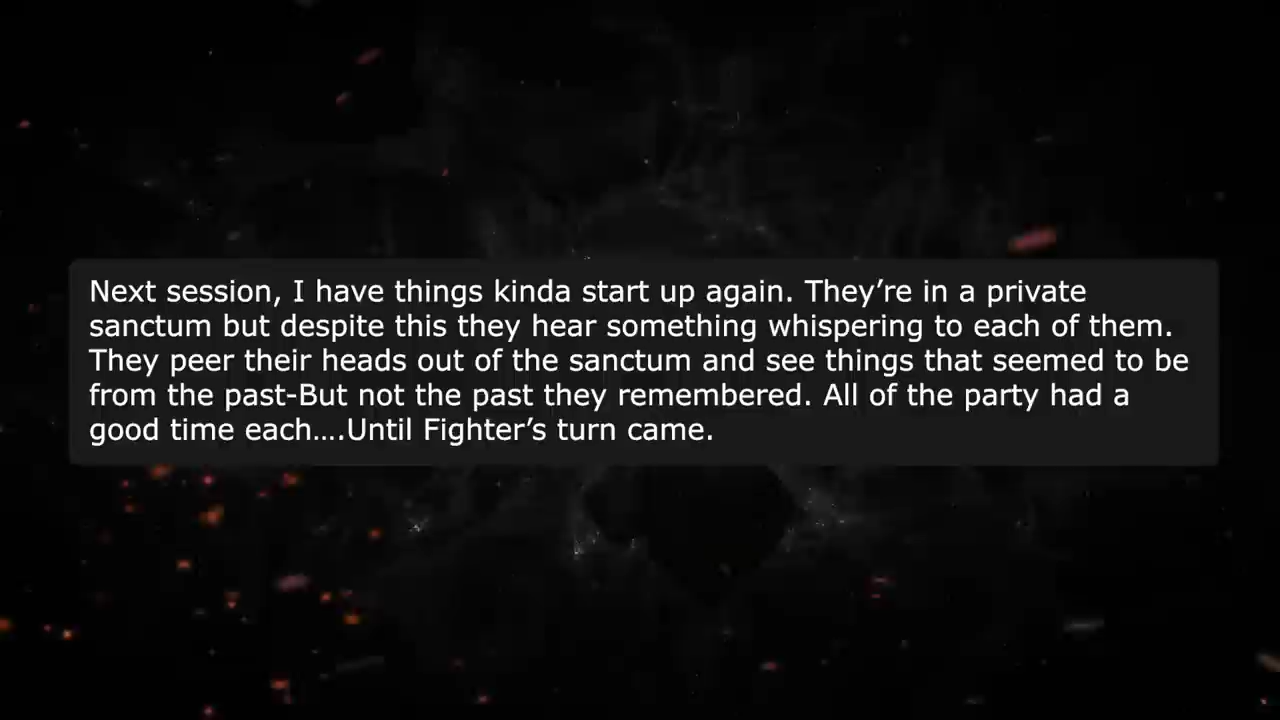 Next session, I have things kinda start up again. They’re in a private
sanctum but despite this they hear something whispering to each of them.
They peer their heads out of the sanctum and see things that seemed to be
from the past-But not the past they remembered. All of the party had a
good time each….Until Fighter’s turn came.